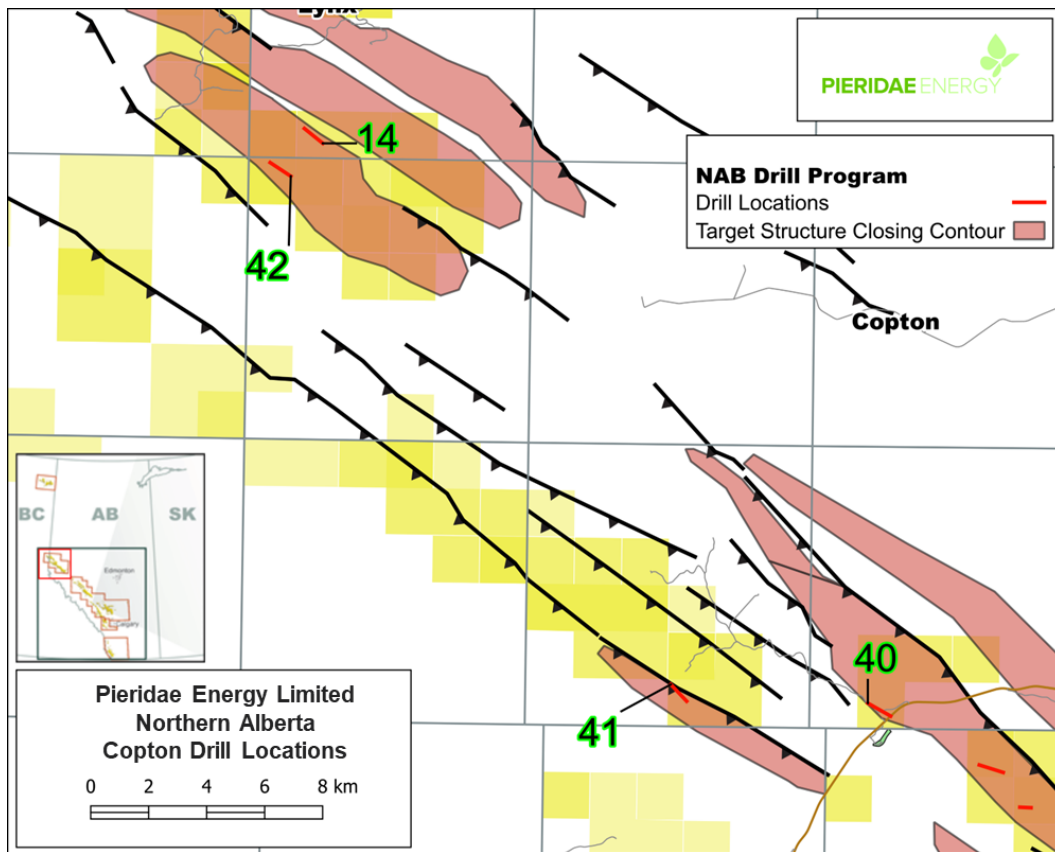 Lynx
PIERIDAE ENERGY
NAB Drill Program
Drill Locations
Target Structure Closing Contour
14
42
Copton
BC AB SK
Edmonton
Calgary
40
41
Pieridae Energy Limited
Northern Alberta
Copton Drill Locations
0 2 4 6 8 km